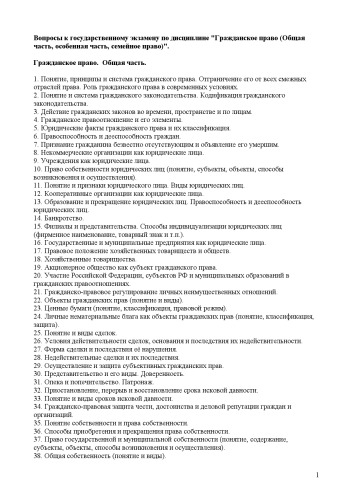 Вопросы к государственному экзамену по дисциплине "Гражданское право (Общая
часть, особенная часть, семейное право)".
Гражданское право. Общая часть.
1. Понятие, принципы и система гражданского права. Отграничение его от всех смежных
отраслей права. Роль гражданского права в современных условиях.
2. Понятие и система гражданского законодательства. Кодификация гражданского
законодательства.
3. Действие гражданских законов во времени, пространстве и по лицам.
4. Гражданское правоотношение и его элементы
5. Юридические факты гражданского права и их классификация.
6. Правоспособность и дееспособность граждан.
7. Признание гражданина безвестно отсутствующим и объявление его умершим.
8. Некоммерческие организации как юридические лица.
9. Учреждения как юридические лица.
10. Право собственности юридических лиц (понятие, субъекты, объекты, способы
возникновения и осуществления).
11. Понятие и признаки юридического лица. Виды юридических лиц.
12. Кооперативные организации как юридические лица.
13. Образование и прекращение юридических лиц. Правоспособность и дееспособность
юридических лиц.
14. Банкротство.
15. Филиалы и представительства. Способы индивидуализации юридических лиц
(фирменное наименование, товарный знак и т.п.).
16. Государственные и муниципальные предприятия как юридические лица.
17. Правовое положение хозяйственных товариществ и обществ.
18. Хозяйственные товарищества.
19. Акционерное общество как субъект гражданского права.
20. Участие Российской Федерации, субъектов РФ и муниципальных образований в
гражданских правоотношениях.
21. Гражданско-правовое регулирование личных неимущественных отношений.
22. Объекты гражданских прав (понятие и виды).
23. Ценные бумаги (понятие, классификация, правовой режим).
24. Личные нематериальные блага как объекты гражданских прав (понятие, классификация,
защита).
25. Понятие и виды сделок.
26. Условия действительности сделок, основания и последствия их недействительности.
27. Форма сделки и последствия её нарушения.
28. Недействительные сделки и их последствия.
29. Осуществление и защита субъективных гражданских прав.
30. Представительство и его виды. Доверенность.
31. Опека и попечительство. Патронаж.
32. Приостановление, перерыв и восстановление срока исковой давности.
33. Понятие и виды сроков исковой давности.
34. Гражданско-правовая защита чести, достоинства и деловой репутации граждан и
организаций.
35. Понятие собственности и права собственности.
36. Способы приобретения и прекращения права собственности.
37. Право государственной и муниципальной собственности (понятие, содержание,
субъекты, объекты, способы возникновения и осуществления).
38. Общая собственность (понятие и виды).
1